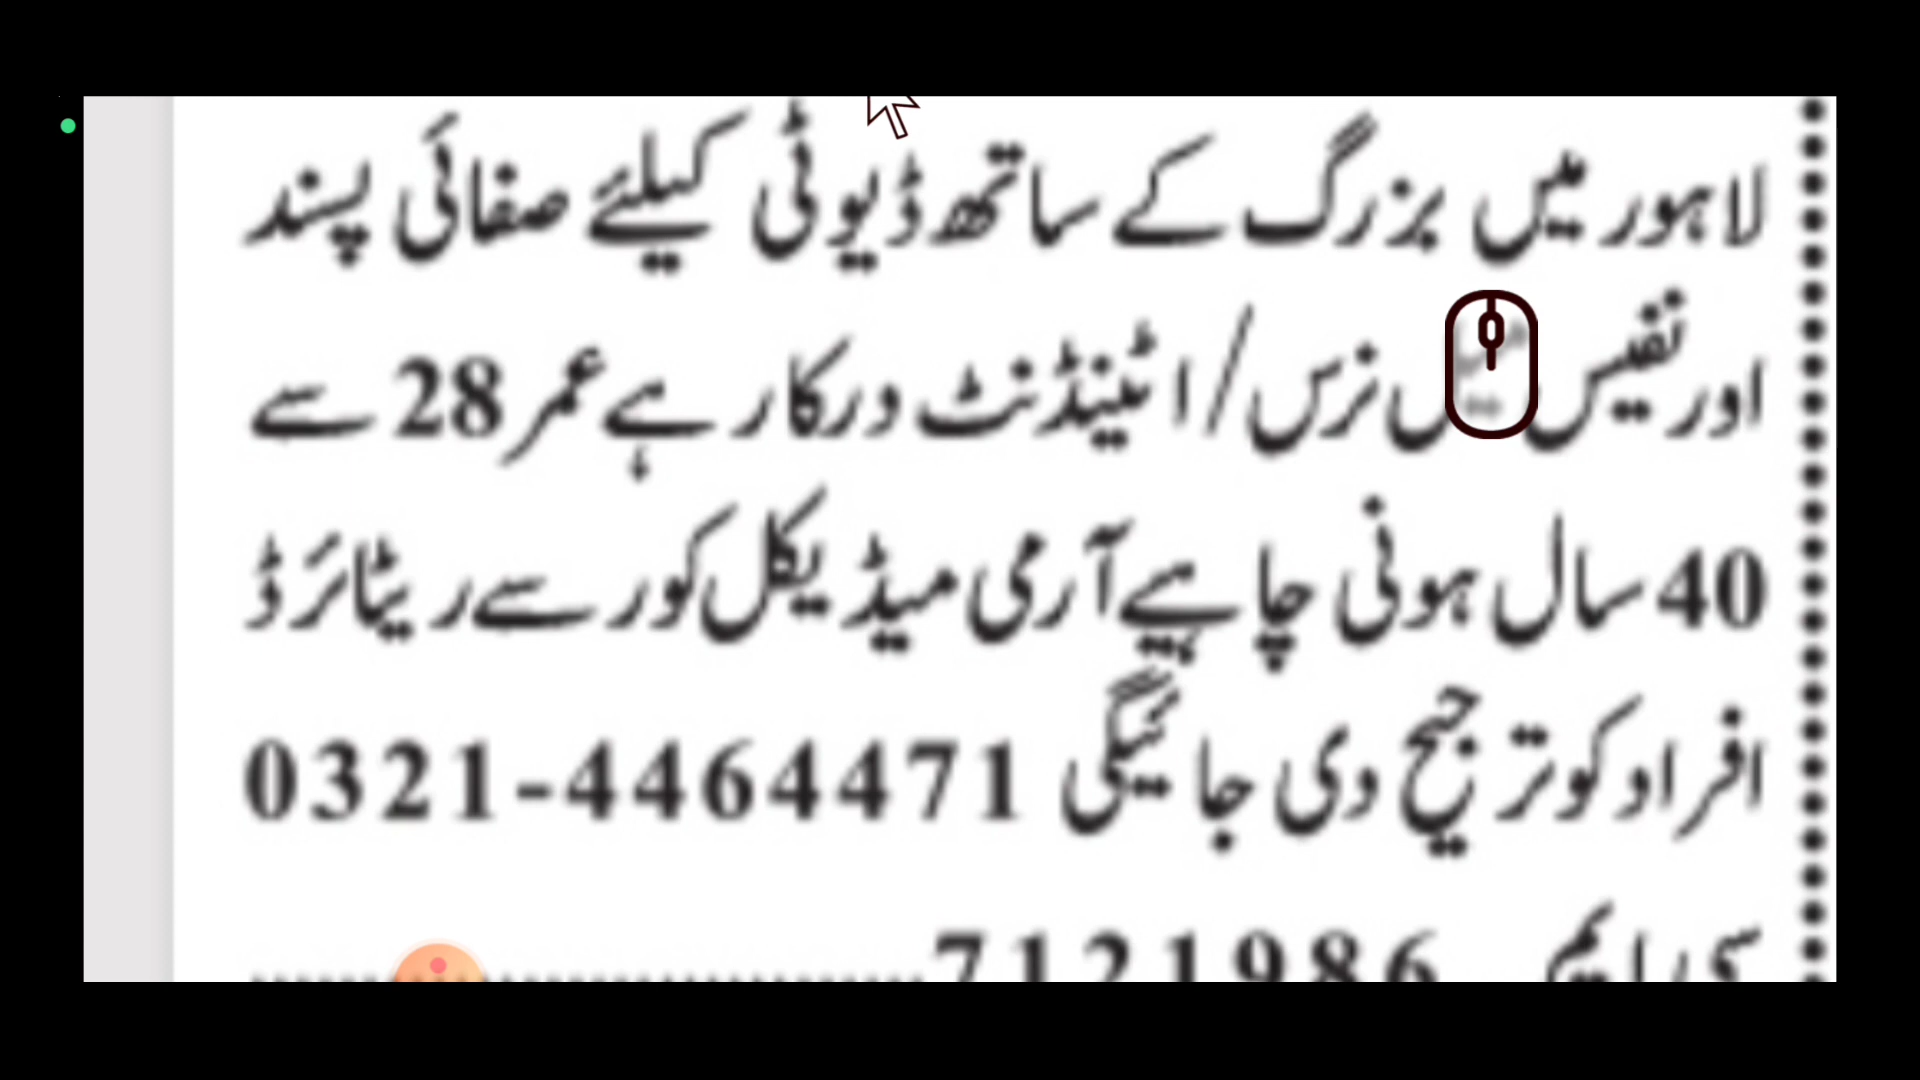 لاہور میں بزرگ کے ساتھ ڈیوٹی کیلئے صفائی پسند
اور نفیس نرس/اٹینڈنٹ درکار ہے عمر 28 سے
40 سال ہونی چاہیے آرمی میڈیکل کور سے ریٹائرڈ
افراد کو ترجیح دی جائیگی 0321-4464471
7121986